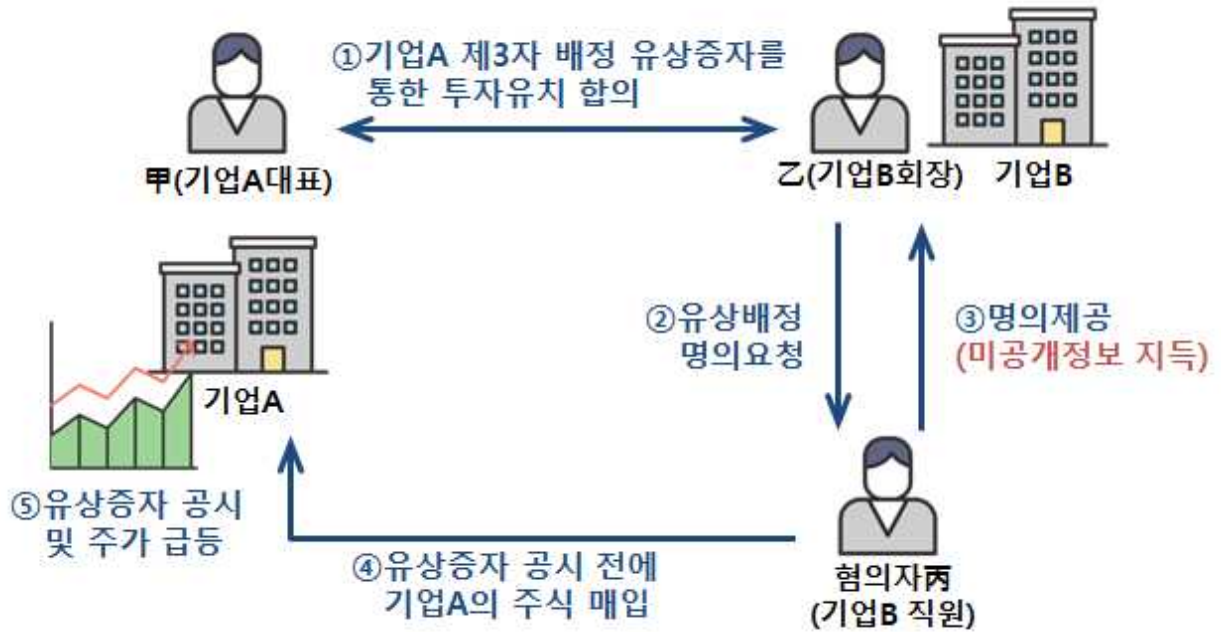 ①기업A 제3자 배정 유상증자를
통한 투자유치 합의
甲(기업A대표)
乙(기업B회장)
기업B
②유상배정
명의요청
③명의제공
(미공개정보 지득)
기업A
⑤유상증자 공시
및 주가 급등
④유상증자 공시 전에
기업A의 주식 매입
혐의자丙
(기업B 직원)